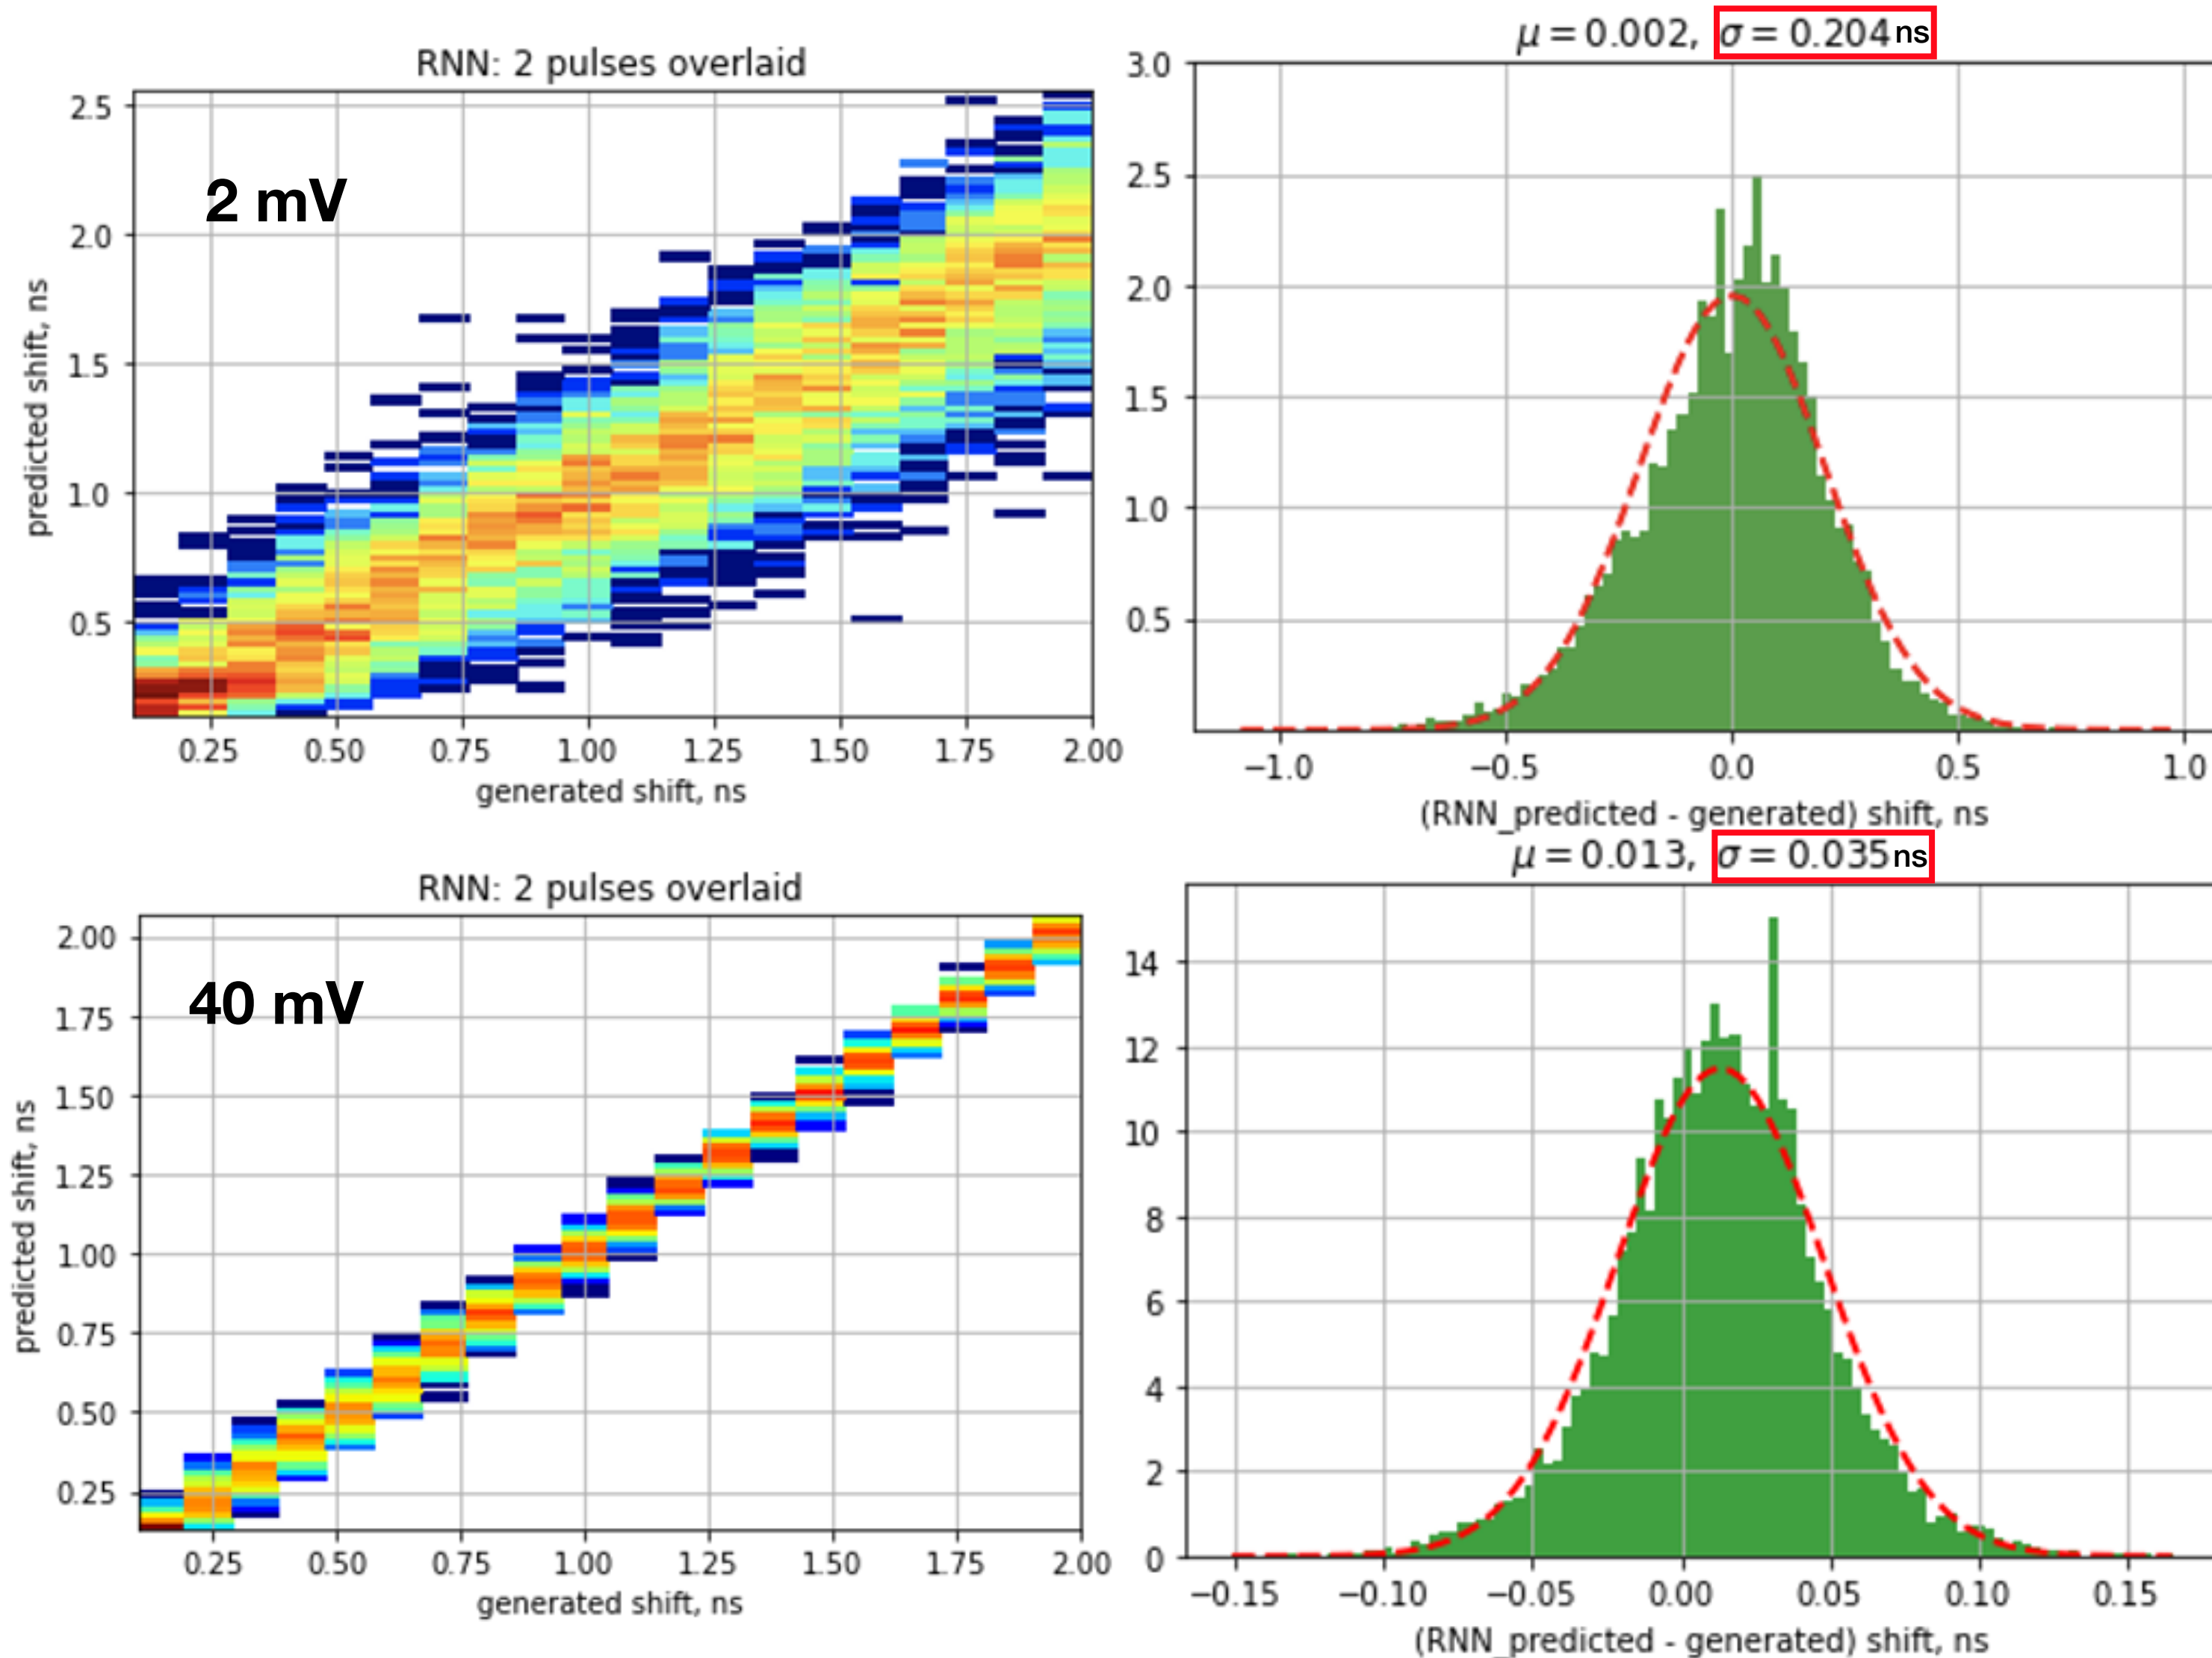 RNN: 2 pulses overlaid
2 mV
2.5
2.0
1.5
1.0
0.5
predicted shift, ns
0.25 0.50 0.75 1.00 1.25 1.50 1.75 2.00
generated shift, ns
μ = 0.002, σ = 0.204 ns
3.0
2.5
2.0
1.5
1.0
0.5
−1.0 −0.5 0.0 0.5 1.0
(RNN_predicted - generated) shift, ns
RNN: 2 pulses overlaid
40 mV
2.00
1.75
1.50
1.25
1.00
0.75
0.50
0.25
predicted shift, ns
0.25 0.50 0.75 1.00 1.25 1.50 1.75 2.00
generated shift, ns
μ = 0.013, σ = 0.035 ns
14
12
10
8
6
4
2
0
−0.15 −0.10 −0.05 0.00 0.05 0.10 0.15
(RNN_predicted - generated) shift, ns